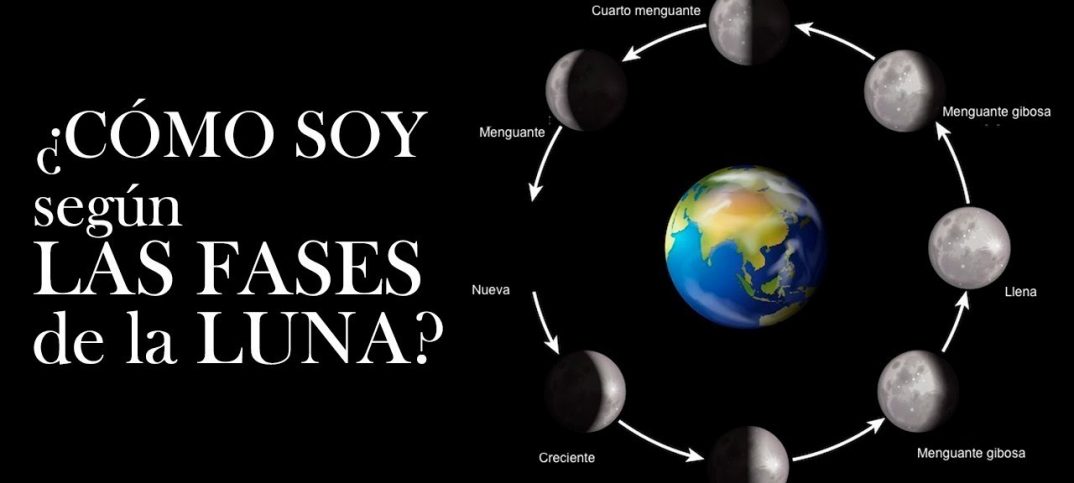 ¿CÓMO SOY
según
LAS FASES
de la LUNA?
Cuarto menguante
Menguante
Menguante gibosa
Nueva
Llena
Creciente
Menguante gibosa